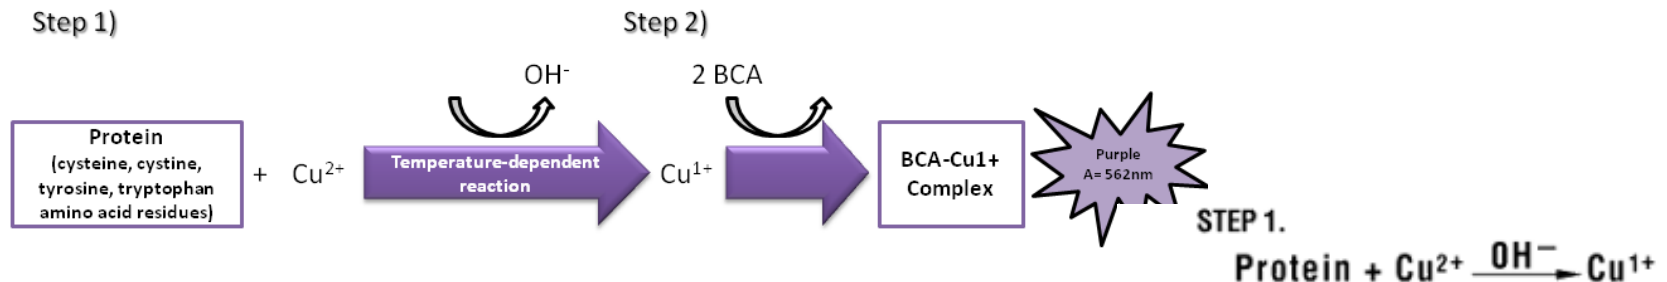 Step 1)
Step 2)
OH⁻
2 BCA
Protein
(cysteine, cystine,
tyrosine, tryptophan
amino acid residues)
+ Cu²⁺
Temperature-dependent
reaction
Cu¹⁺
BCA-Cu1+
Complex
Purple
A= 562nm
STEP 1.
Protein + Cu²⁺ OH⁻ Cu¹⁺